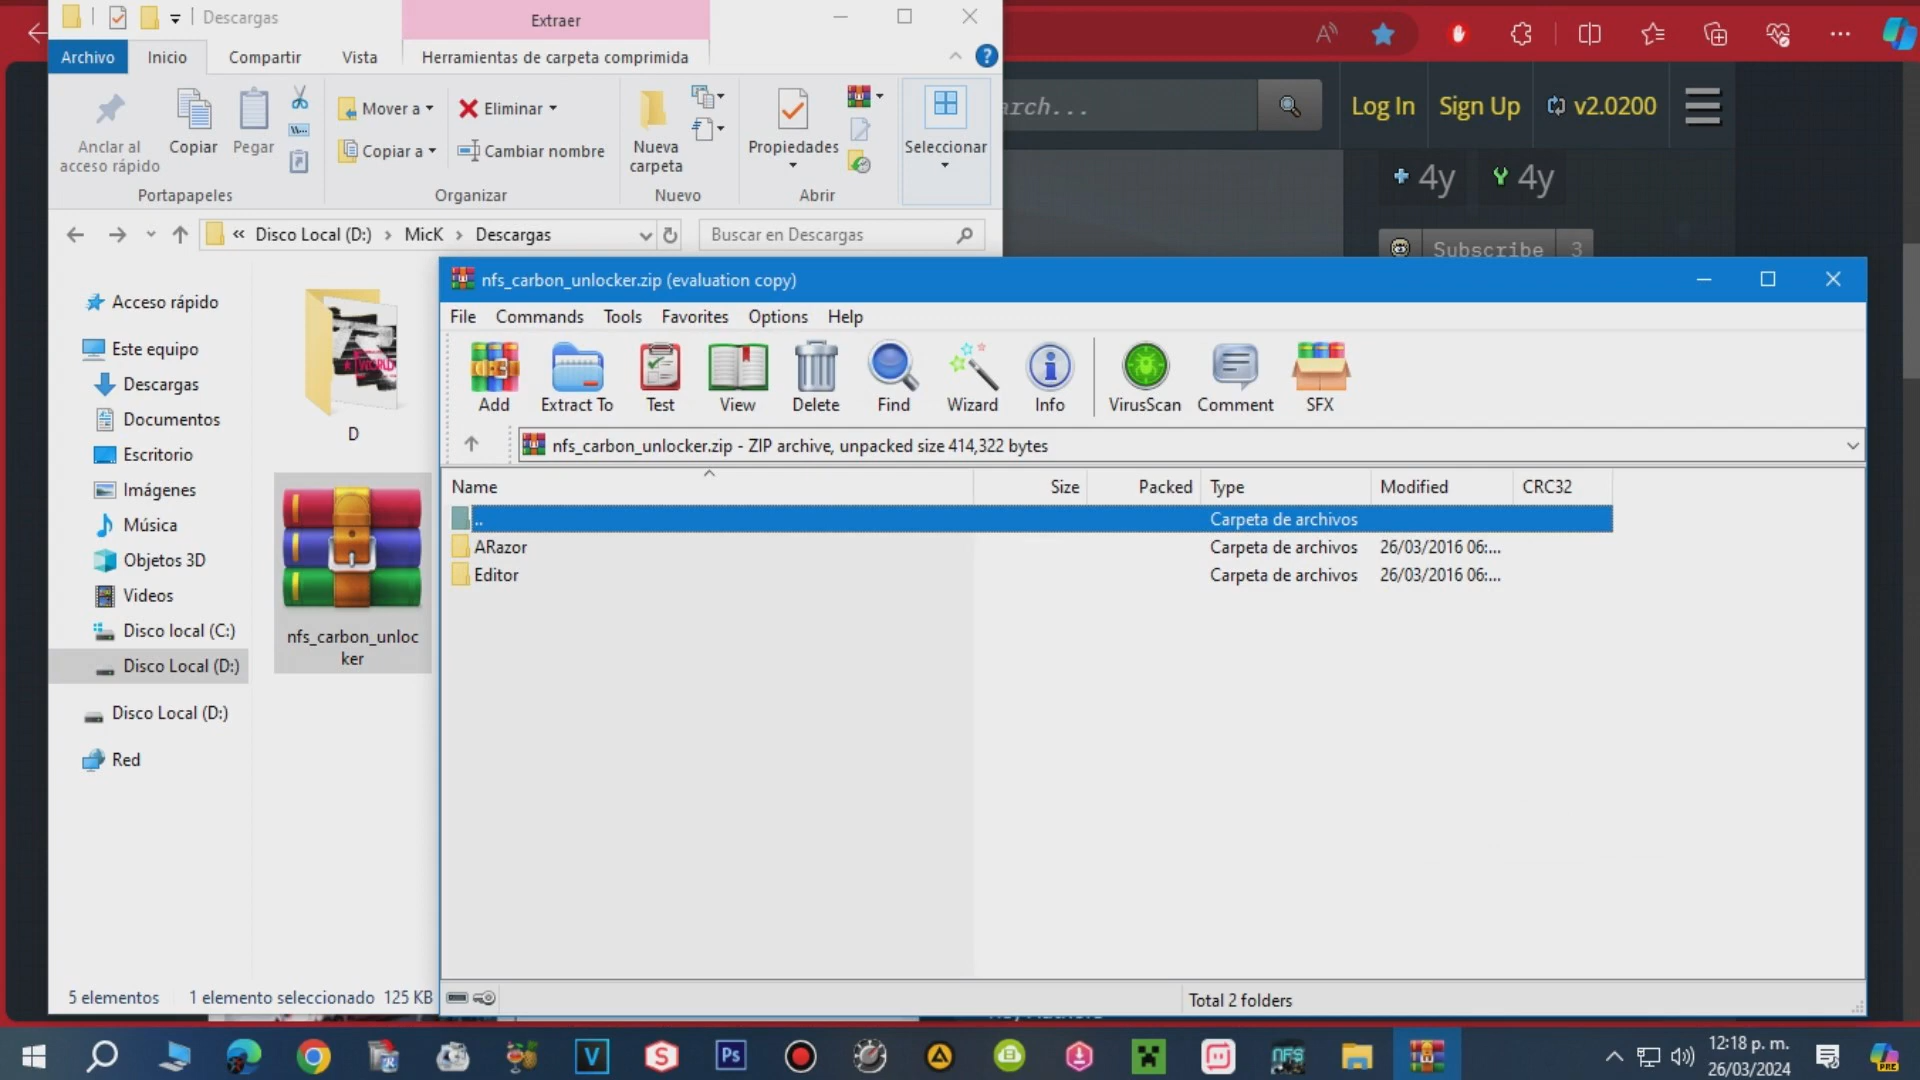 Descargas
Extraer
Archivo
Inicio
Compartir
Vista
Herramientas de carpeta comprimida
Anclar al
acceso rápido
Copiar
Pegar
Portapapeles
Mover a
Copiar a
Eliminar
Cambiar nombre
Organizar
Nueva
carpeta
Nuevo
Propiedades
Abrir
Seleccionar
« Disco Local (D:) › MicK › Descargas
Buscar en Descargas
arch...
Log In
Sign Up
v2.0200
4y
4y
Subscribe 3
Acceso rápido
Este equipo
Descargas
Documentos
Escritorio
Imágenes
Música
Objetos 3D
Videos
Disco local (C:)
Disco Local (D:)
Disco Local (D:)
Red
D
nfs_carbon_unloc
ker
5 elementos
1 elemento seleccionado 125 KB
nfs_carbon_unlocker.zip (evaluation copy)
File Commands Tools Favorites Options Help
Add
Extract To
Test
View
Delete
Find
Wizard
Info
VirusScan
Comment
SFX
nfs_carbon_unlocker.zip - ZIP archive, unpacked size 414,322 bytes
Name Size Packed Type Modified CRC32
.. Carpeta de archivos
ARazor Carpeta de archivos 26/03/2016 06:...
Editor Carpeta de archivos 26/03/2016 06:...
Total 2 folders
V
S
Ps
NFS
12:18 p. m.
26/03/2024
PRE